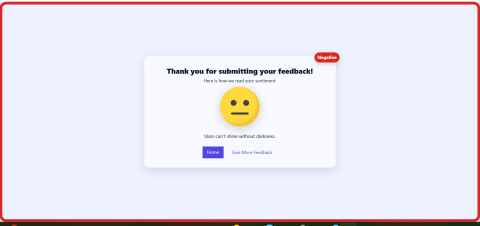 Negative
Thank you for submitting your feedback!
Here is how we read your sentiment:
Stars can't shine without darkness.
Home
Give More Feedback